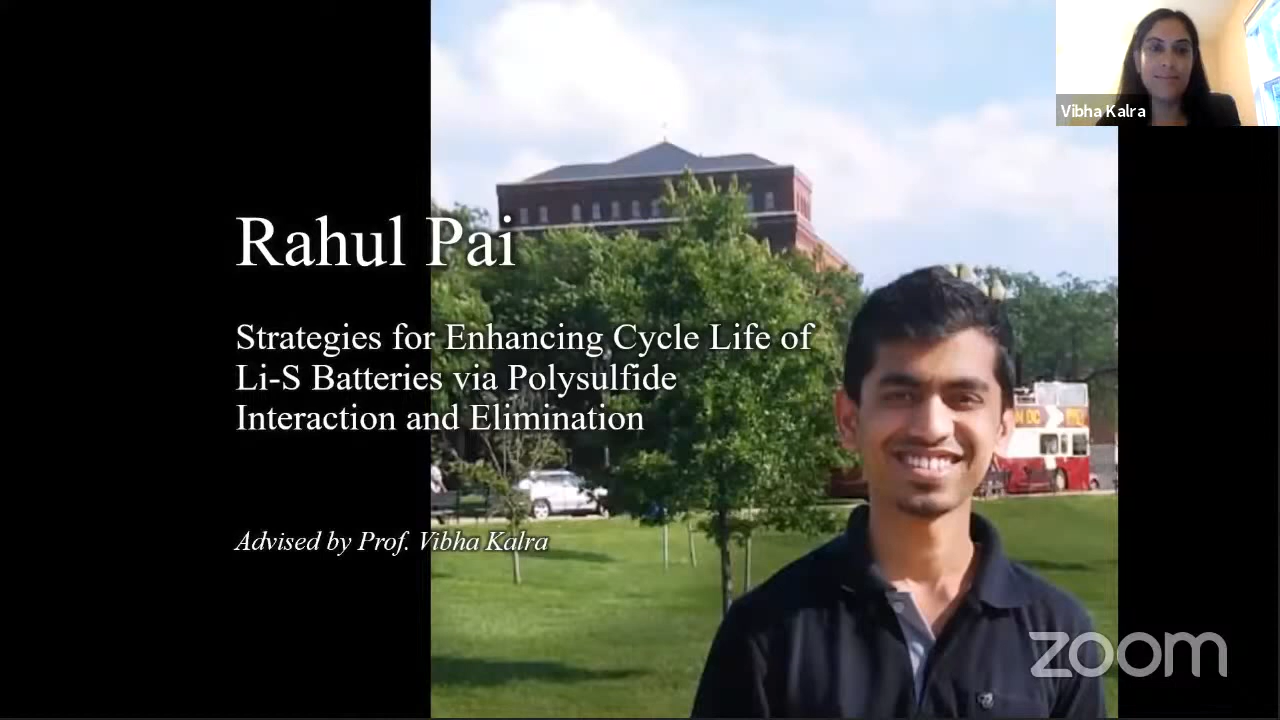 Vibha Kalra
Rahul Pai
Strategies for Enhancing Cycle Life of
Li-S Batteries via Polysulfide
Interaction and Elimination
Advised by Prof. Vibha Kalra
zoom